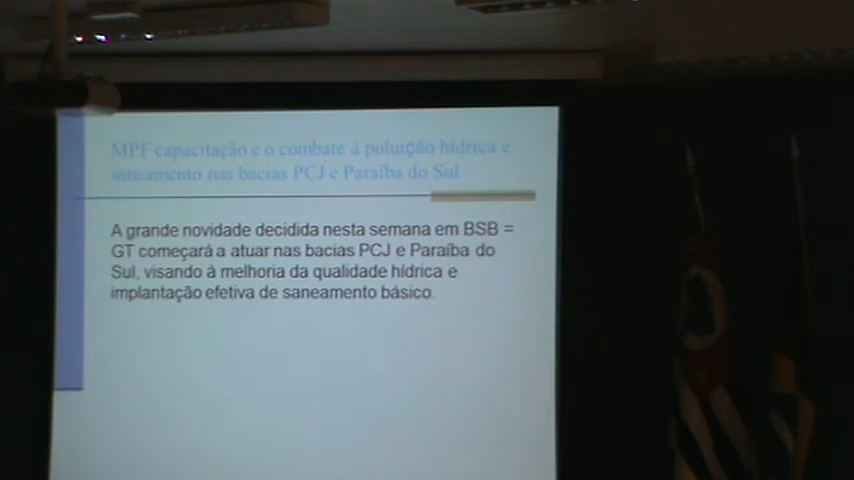 MPF capacitação e o combate à poluição hídrica e
saneamento nas bacias PCJ e Paraíba do Sul
A grande novidade decidida nesta semana em BSB =
GT começará a atuar nas bacias PCJ e Paraíba do
Sul, visando à melhoria da qualidade hídrica e
implantação efetiva de saneamento básico.